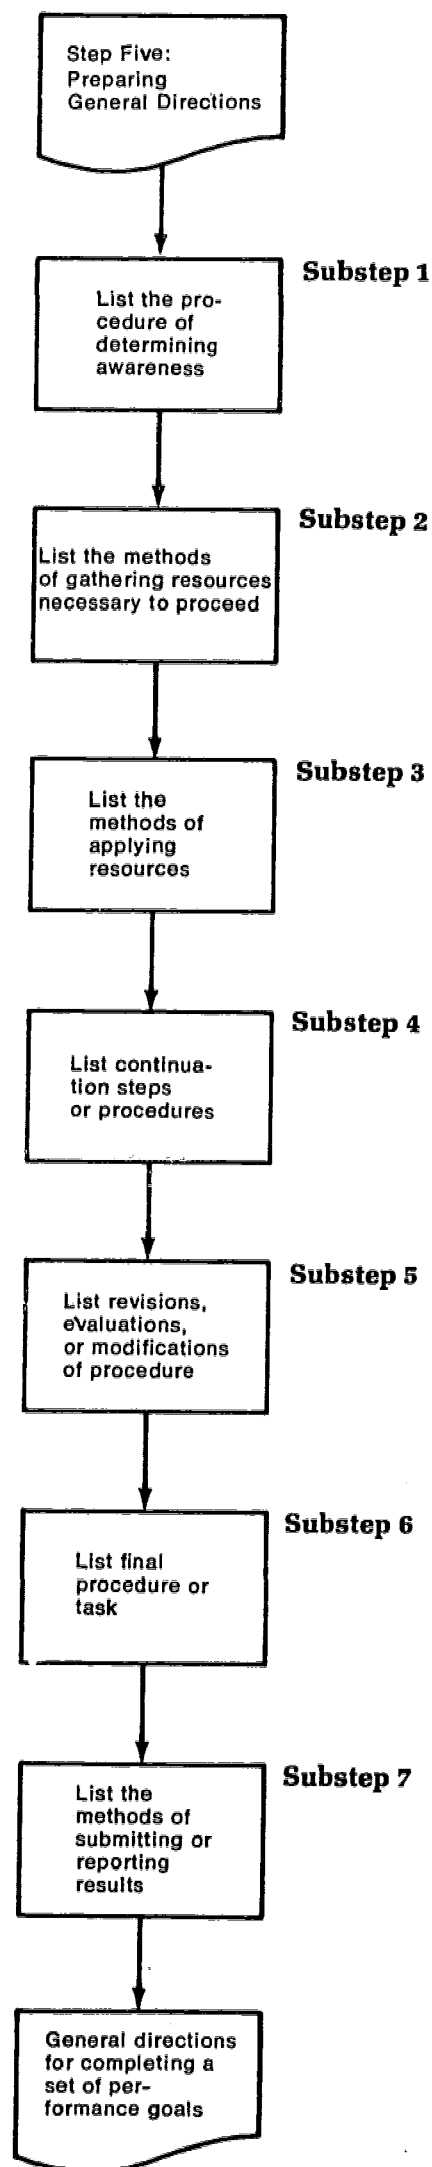 Step Five:
Preparing
General Directions
Substep 1
List the pro-
cedure of
determining
awareness
Substep 2
List the methods
of gathering resources
necessary to proceed
Substep 3
List the
methods of
applying
resources
Substep 4
List continua-
tion steps
or procedures
Substep 5
List revisions,
evaluations,
or modifications
of procedure
Substep 6
List final
procedure or
task
Substep 7
List the
methods of
submitting or
reporting
results
General directions
for completing a
set of per-
formance goals